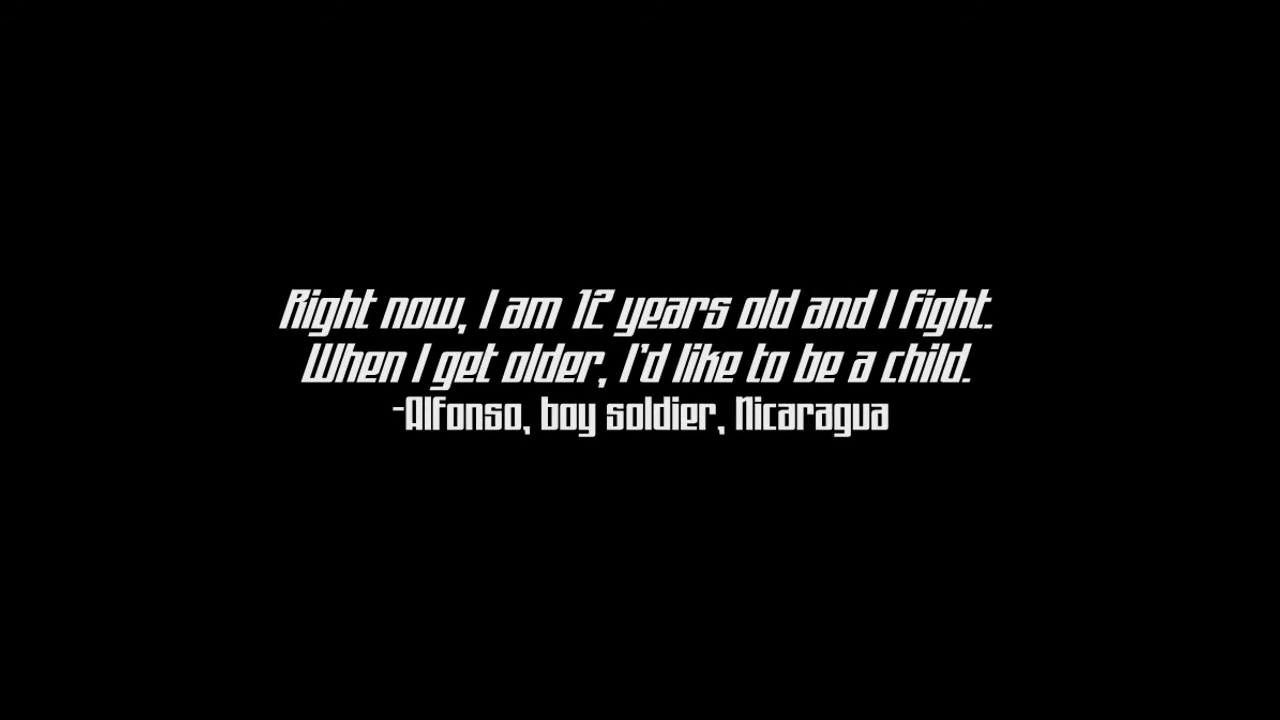 Right now, I am 12 years old and I fight.
When I get older, I'd like to be a child.
-Alfonso, boy soldier, Nicaragua